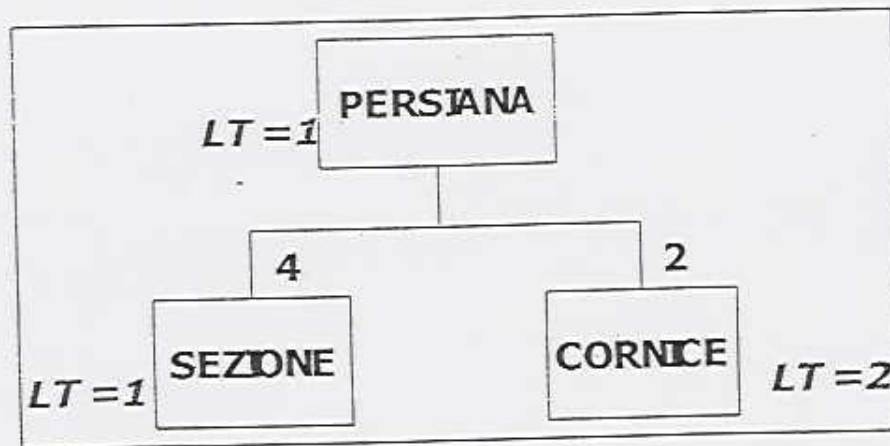 PERSIANA
LT=1
4
2
SEZIONE
CORNICE
LT=1
LT=2